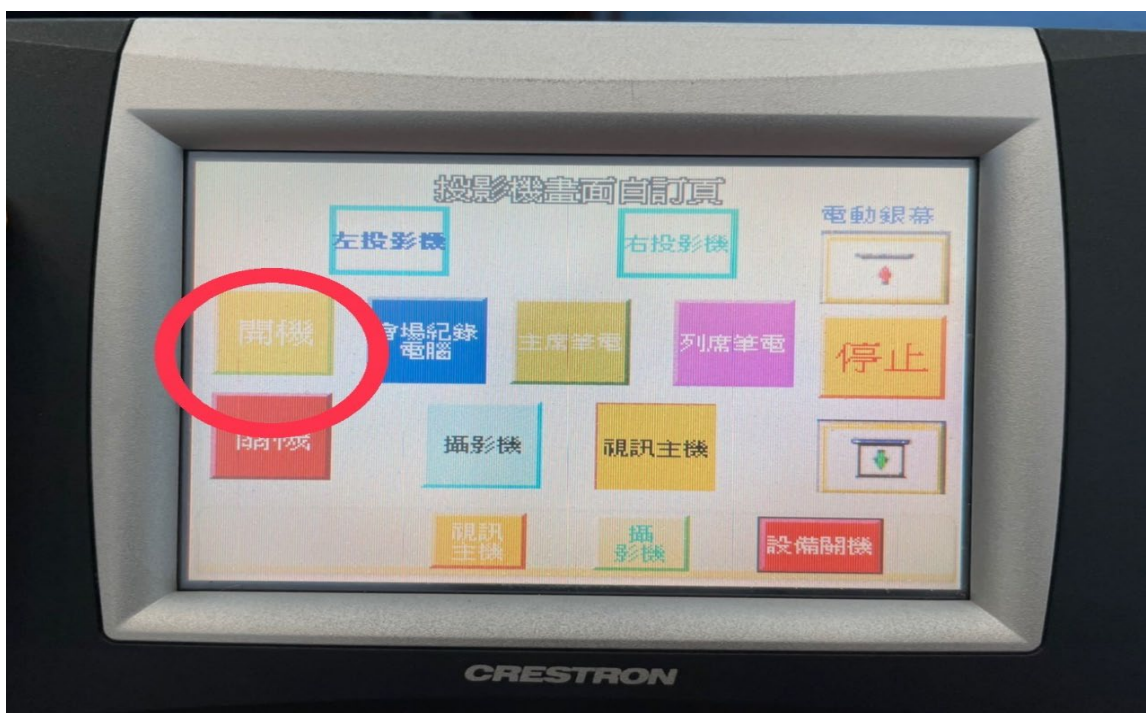 投影機畫面自訂頁
左投影機
右投影機
電動銀幕
開機
會場紀錄
電腦
主席筆電
列席筆電
停止
關機
攝影機
視訊主機
視訊
主機
攝
影機
設備關機
CRESTRON